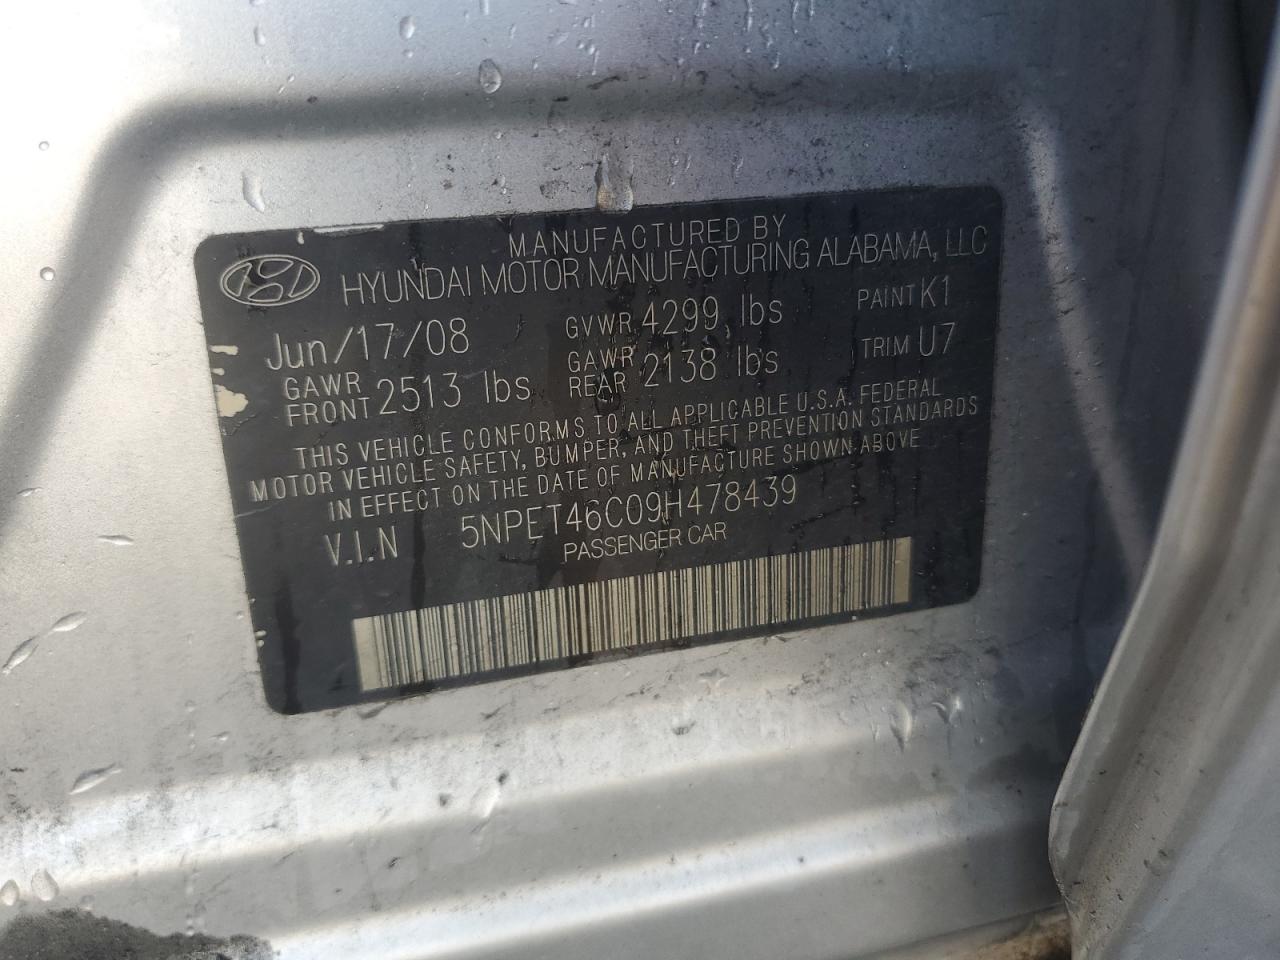 MANUFACTURED BY
HYUNDAI MOTOR MANUFACTURING ALABAMA, LLC
Jun/17/08 GVWR 4299 lbs PAINT K1
GAWR FRONT 2513 lbs GAWR REAR 2138 lbs TRIM U7
THIS VEHICLE CONFORMS TO ALL APPLICABLE U.S.A. FEDERAL
MOTOR VEHICLE SAFETY, BUMPER, AND THEFT PREVENTION STANDARDS
IN EFFECT ON THE DATE OF MANUFACTURE SHOWN ABOVE
V.I.N 5NPET46C09H478439
PASSENGER CAR